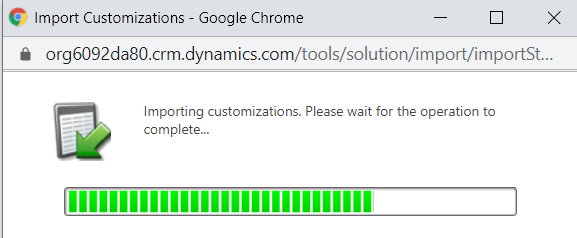 Import Customizations - Google Chrome
org6092da80.crm.dynamics.com/tools/solution/import/importSt...
Importing customizations. Please wait for the operation to
complete...